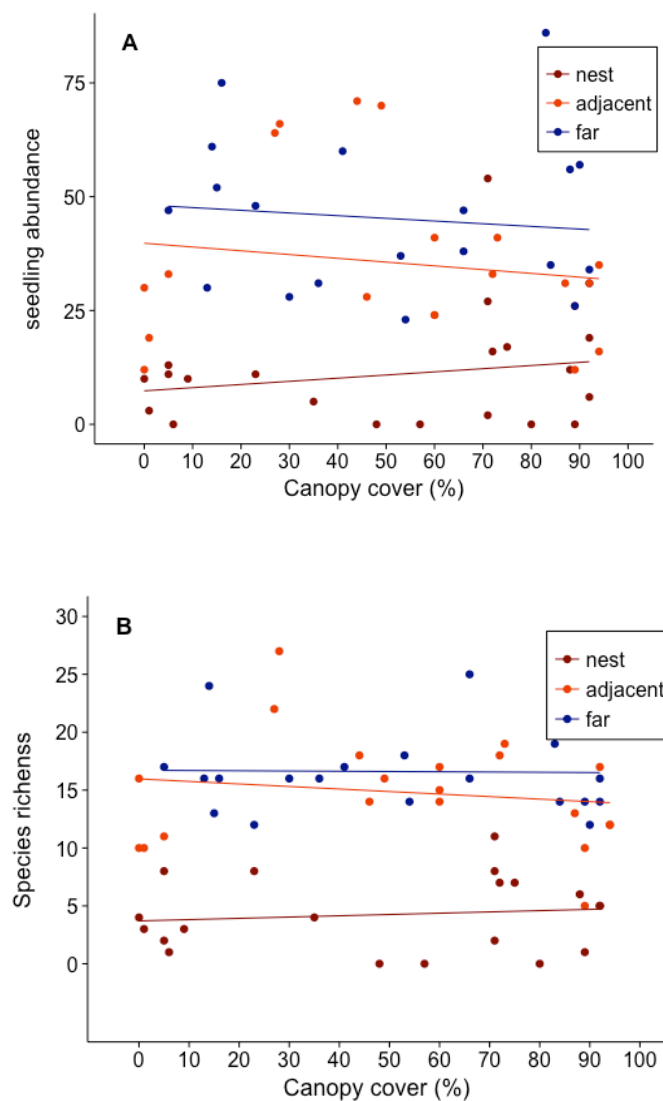 A
75
50
25
0
seedling abundance
nest
adjacent
far
0 10 20 30 40 50 60 70 80 90 100
Canopy cover (%)
B
30
25
20
15
10
5
0
Species richenss
nest
adjacent
far
0 10 20 30 40 50 60 70 80 90 100
Canopy cover (%)